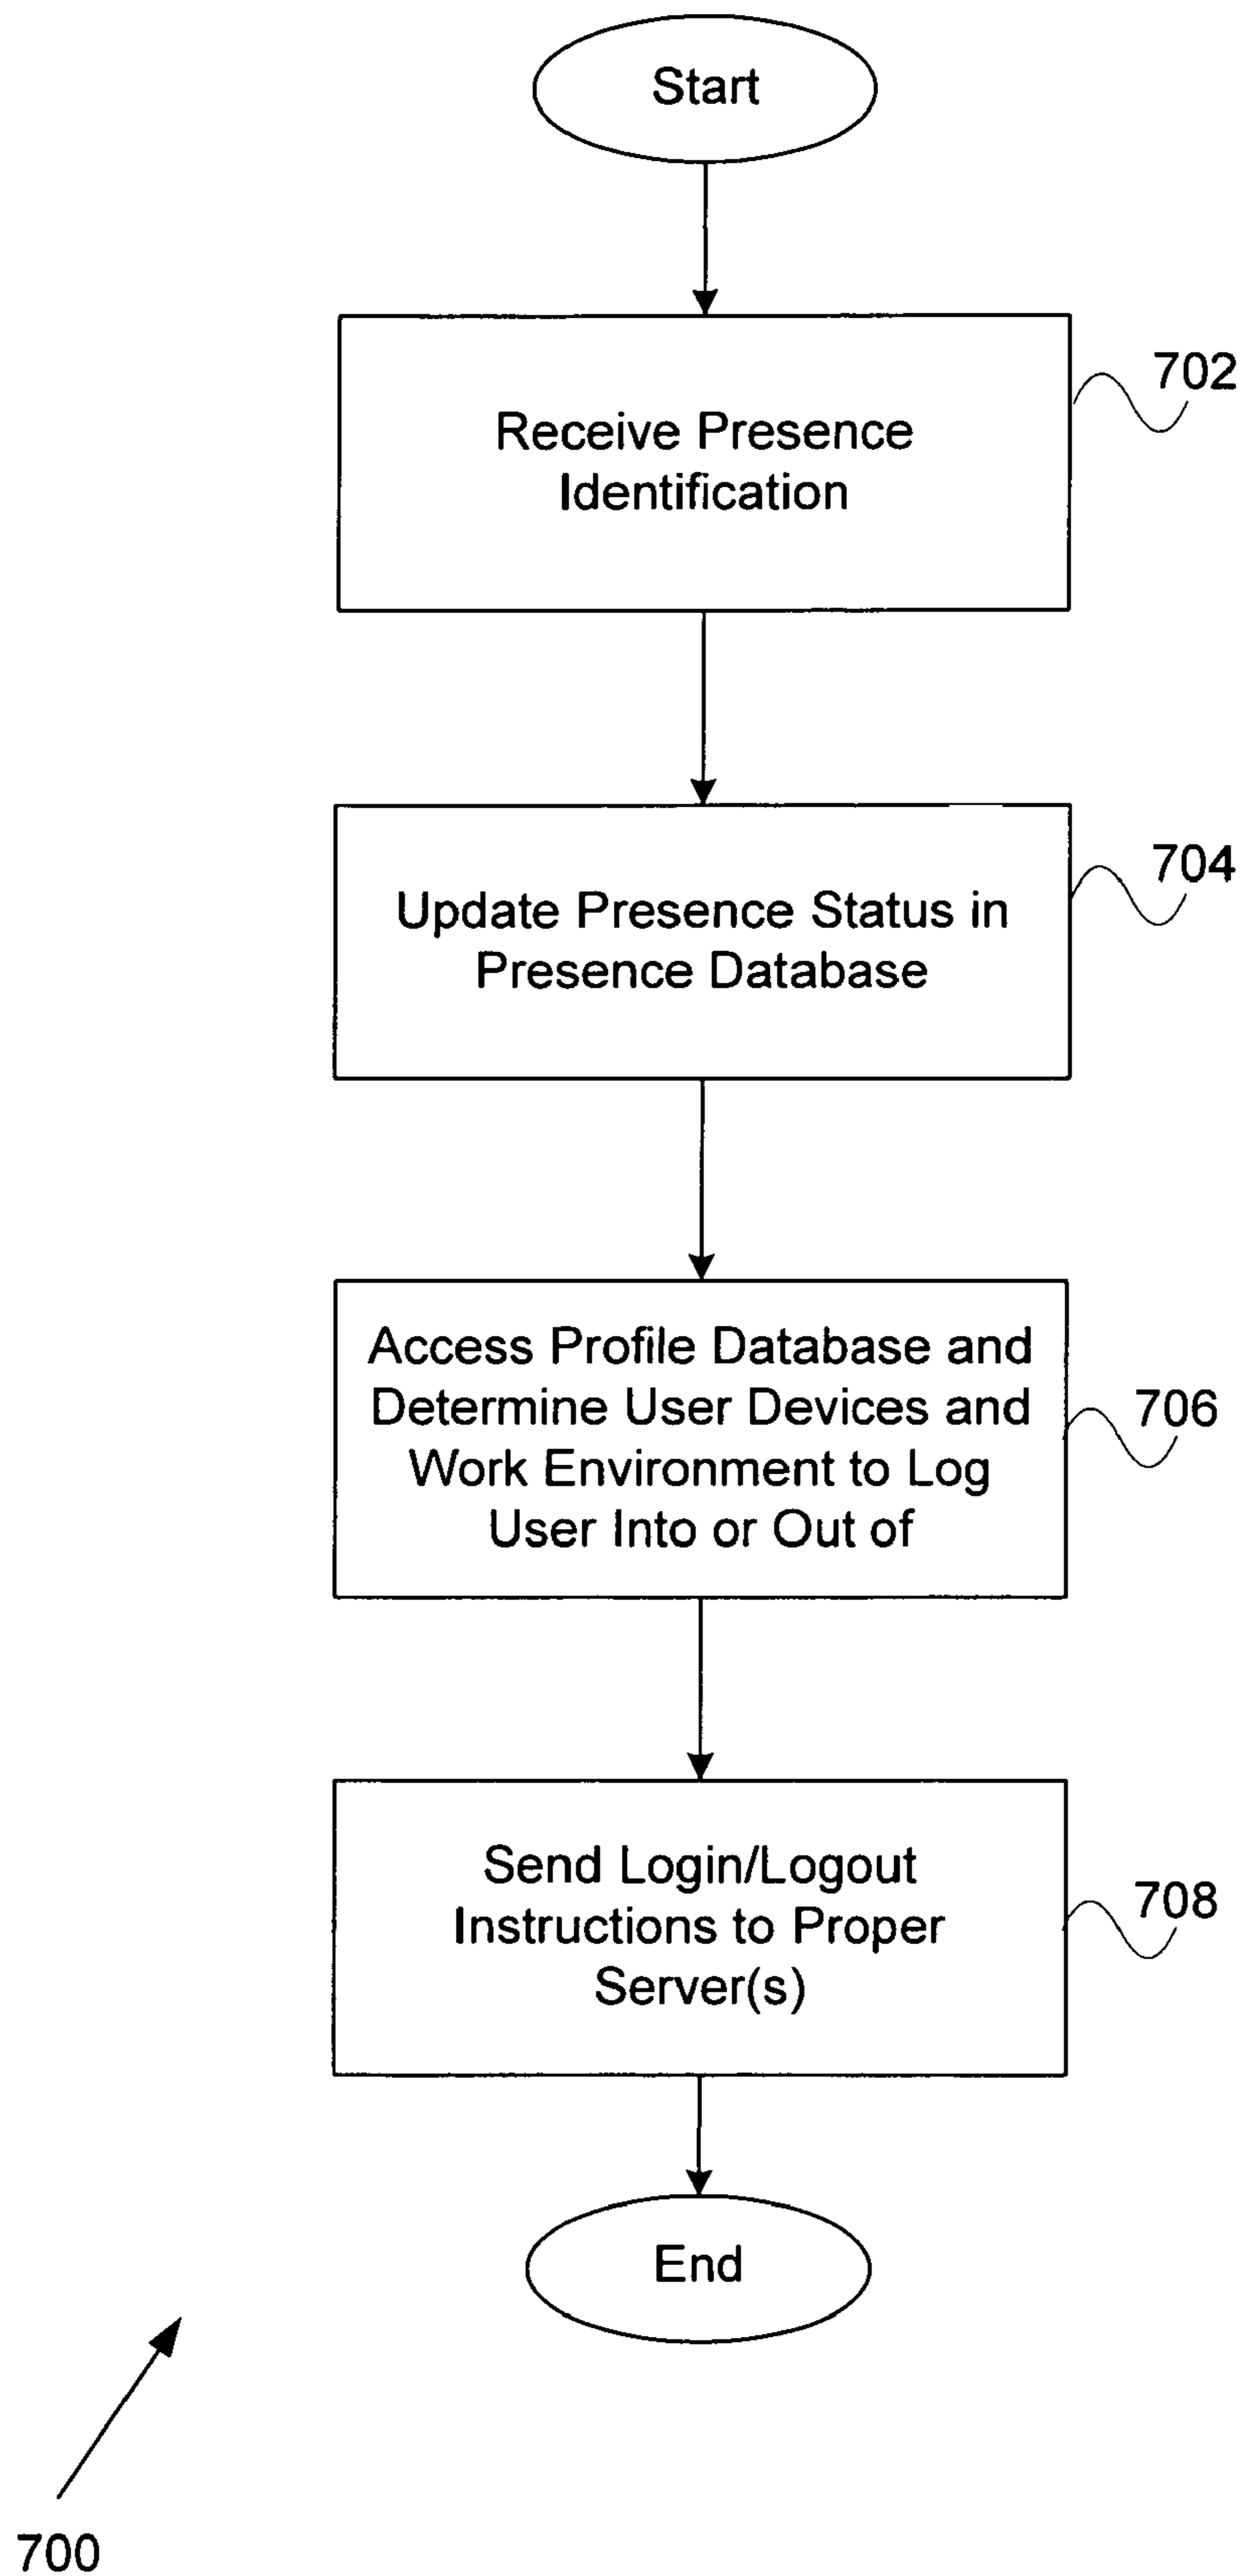 Start
702
Receive Presence
Identification
704
Update Presence Status in
Presence Database
Access Profile Database and
Determine User Devices and
Work Environment to Log
User Into or Out of
706
Send Login/Logout
Instructions to Proper
Server(s)
708
End
700